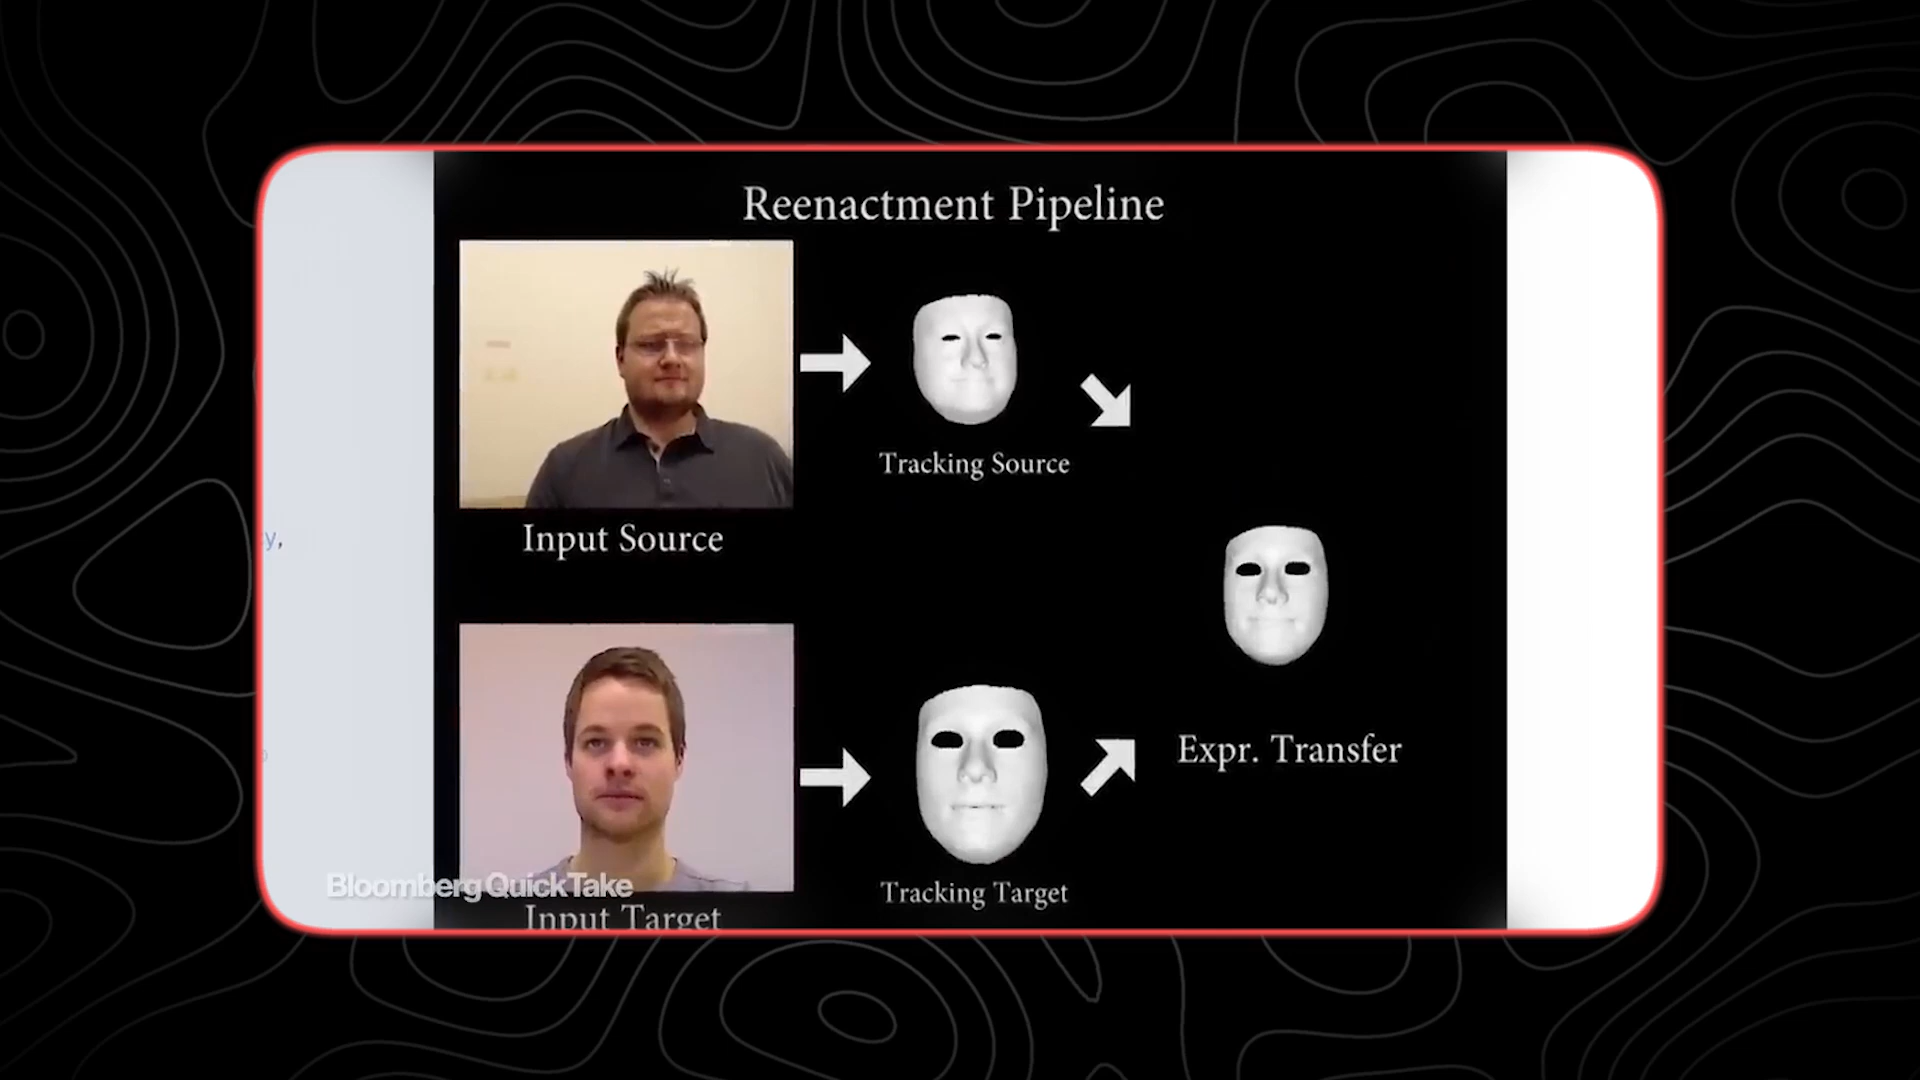 Reenactment Pipeline
Tracking Source
Input Source
y,
Expr. Transfer
Tracking Target
Bloomberg QuickTake
Input Target